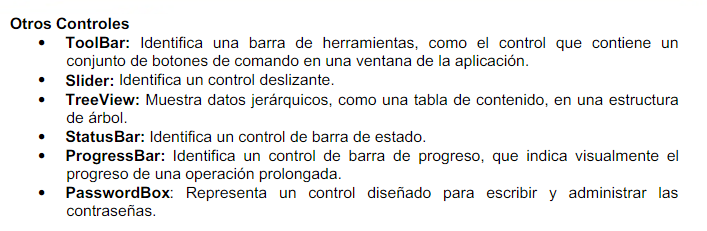 Otros Controles
• ToolBar: Identifica una barra de herramientas, como el control que contiene un
conjunto de botones de comando en una ventana de la aplicación.
• Slider: Identifica un control deslizante.
• TreeView: Muestra datos jerárquicos, como una tabla de contenido, en una estructura
de árbol.
• StatusBar: Identifica un control de barra de estado.
• ProgressBar: Identifica un control de barra de progreso, que indica visualmente el
progreso de una operación prolongada.
• PasswordBox: Representa un control diseñado para escribir y administrar las
contraseñas.